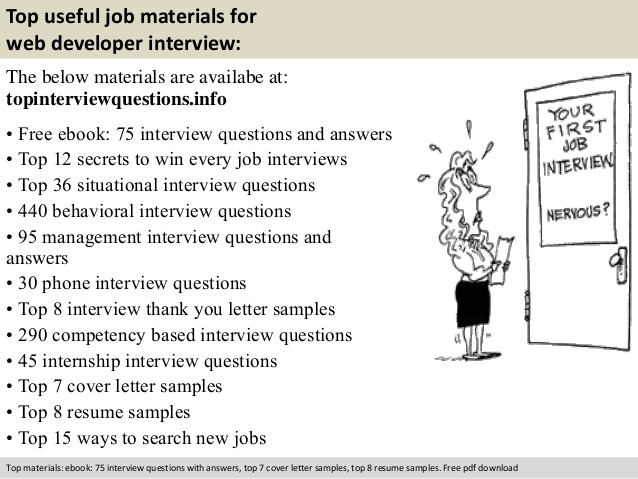 Top useful job materials for
web developer interview:
The below materials are availabe at:
topinterviewquestions.info
• Free ebook: 75 interview questions and answers
• Top 12 secrets to win every job interviews
• Top 36 situational interview questions
• 440 behavioral interview questions
• 95 management interview questions and
answers
• 30 phone interview questions
• Top 8 interview thank you letter samples
• 290 competency based interview questions
• 45 internship interview questions
• Top 7 cover letter samples
• Top 8 resume samples
• Top 15 ways to search new jobs
YOUR
FIRST
JOB
INTERVIEW
NERVOUS?
Top materials: ebook: 75 interview questions with answers, top 7 cover letter samples, top 8 resume samples. Free pdf download